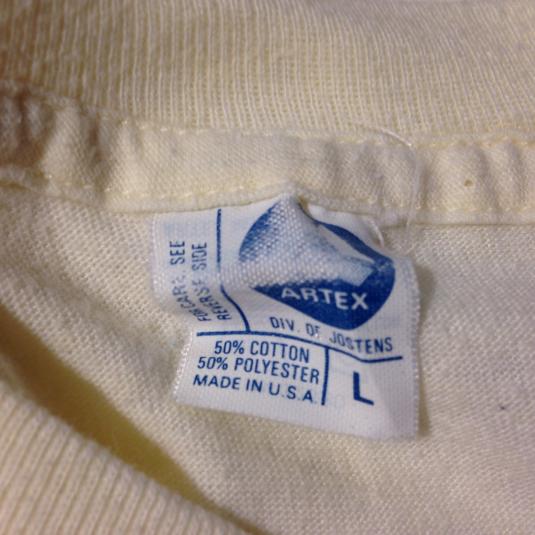 FOR CARE SEE
REVERSE SIDE
ARTEX
DIV. OF JOSTENS
50% COTTON
50% POLYESTER
MADE IN U.S.A.
L